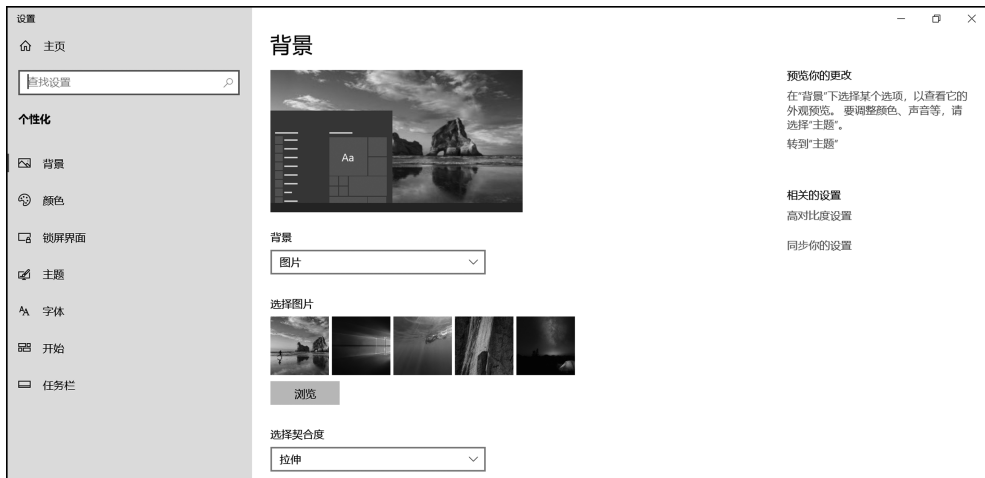 设置
主页
查找设置
个性化
背景
颜色
锁屏界面
主题
字体
开始
任务栏
背景
Aa
背景
图片
选择图片
浏览
选择契合度
拉伸
预览你的更改
在“背景”下选择某个选项，以查看它的
外观预览。 要调整颜色、声音等，请
选择“主题”。
转到“主题”
相关的设置
高对比度设置
同步你的设置